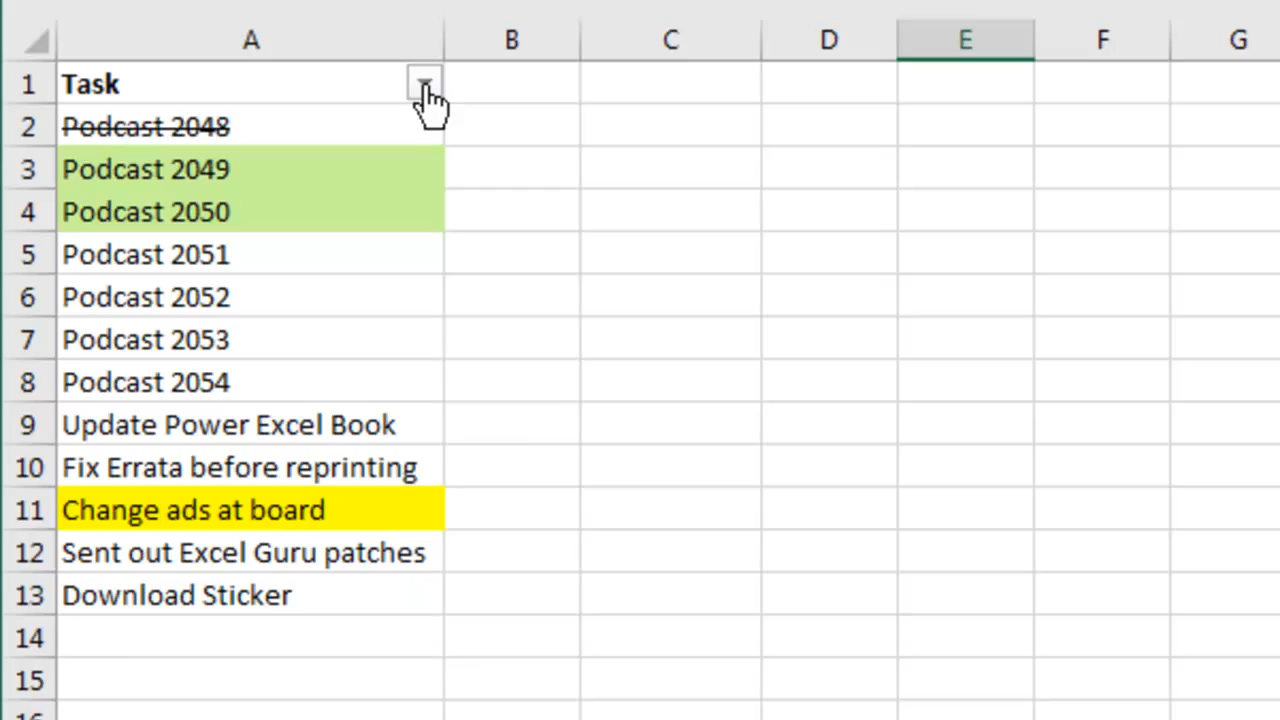 A B C D E F G
1 Task
2 Podcast 2048
3 Podcast 2049
4 Podcast 2050
5 Podcast 2051
6 Podcast 2052
7 Podcast 2053
8 Podcast 2054
9 Update Power Excel Book
10 Fix Errata before reprinting
11 Change ads at board
12 Sent out Excel Guru patches
13 Download Sticker
14
15
16